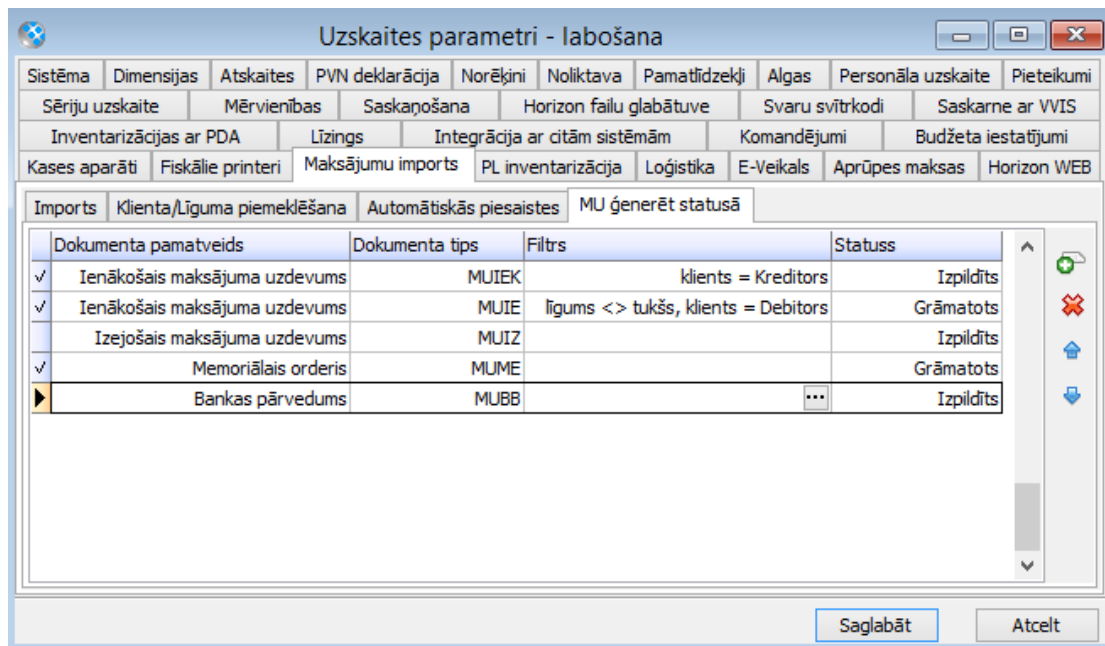 Uzskaites parametri - labošana
Sistēma Dimensijas Atskaites PVN deklarācija Norēķini Noliktava Pamatlīdzekļi Algas Personāla uzskaite Pieteikumi
Sēriju uzskaite Mērvienības Saskaņošana Horizon failu glabātuve Svaru svītrkodi Saskarne ar VVIS
Inventarizācijas ar PDA Līzings Integrācija ar citām sistēmām Komandējumi Budžeta iestatījumi
Kases aparāti Fiskālie printeri Maksājumu imports PL inventarizācija Loģistika E-Veikals Aprūpes maksas Horizon WEB
Imports Klienta/Līguma piemeklēšana Automātiskās piesaistes MU ģenerēt statusā
Dokumenta pamatveids Dokumenta tips Filtrs Statuss
Ienākošais maksājuma uzdevums MUIEK klients = Kreditors Izpildīts
Ienākošais maksājuma uzdevums MUIE līgums <> tukšs, klients = Debitors Grāmatots
Izejošais maksājuma uzdevums MUIZ Izpildīts
Memoriālais orderis MUME Grāmatots
Bankas pārvedums MUBB ... Izpildīts
Saglabāt Atcelt